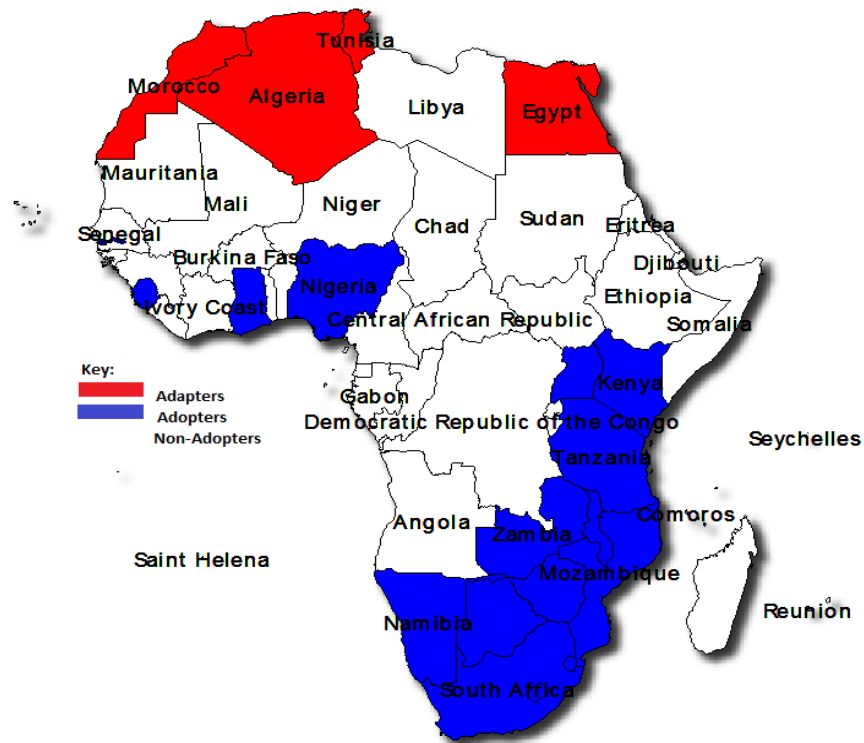 Tunisia
Morocco
Algeria
Libya
Egypt
Mauritania
Mali
Niger
Chad
Sudan
Eritrea
Senegal
Burkina Faso
Djibouti
Nigeria
Ethiopia
Ivory Coast
Central African Republic
Somalia
Key:
Adapters
Adopters
Non-Adopters
Kenya
Gabon
Democratic Republic of the Congo
Seychelles
Tanzania
Comoros
Angola
Zambia
Saint Helena
Mozambique
Reunion
Namibia
South Africa